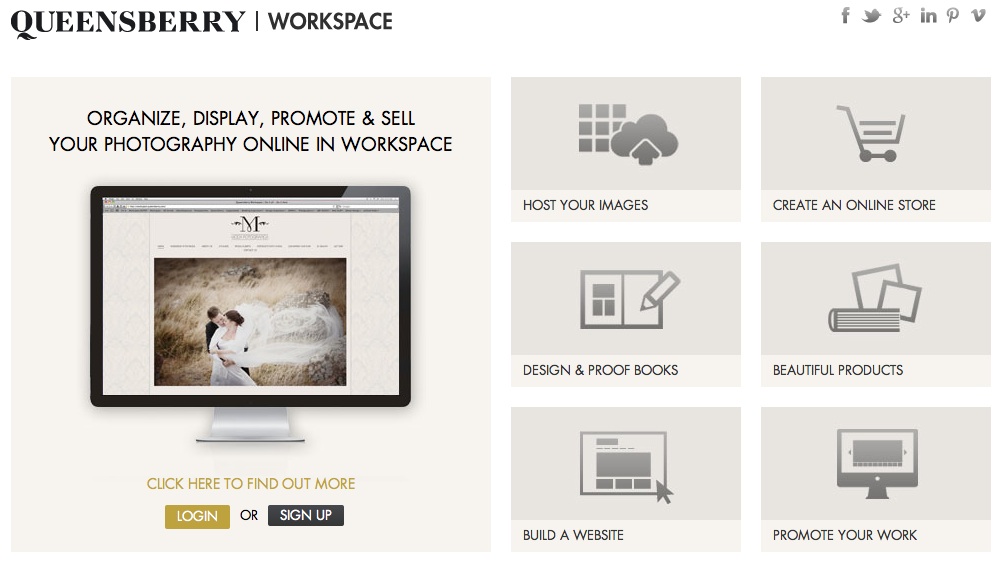 QUEENSBERRY | WORKSPACE
ORGANIZE, DISPLAY, PROMOTE & SELL
YOUR PHOTOGRAPHY ONLINE IN WORKSPACE
M
CLICK HERE TO FIND OUT MORE
LOGIN OR SIGN UP
HOST YOUR IMAGES
CREATE AN ONLINE STORE
DESIGN & PROOF BOOKS
BEAUTIFUL PRODUCTS
BUILD A WEBSITE
PROMOTE YOUR WORK